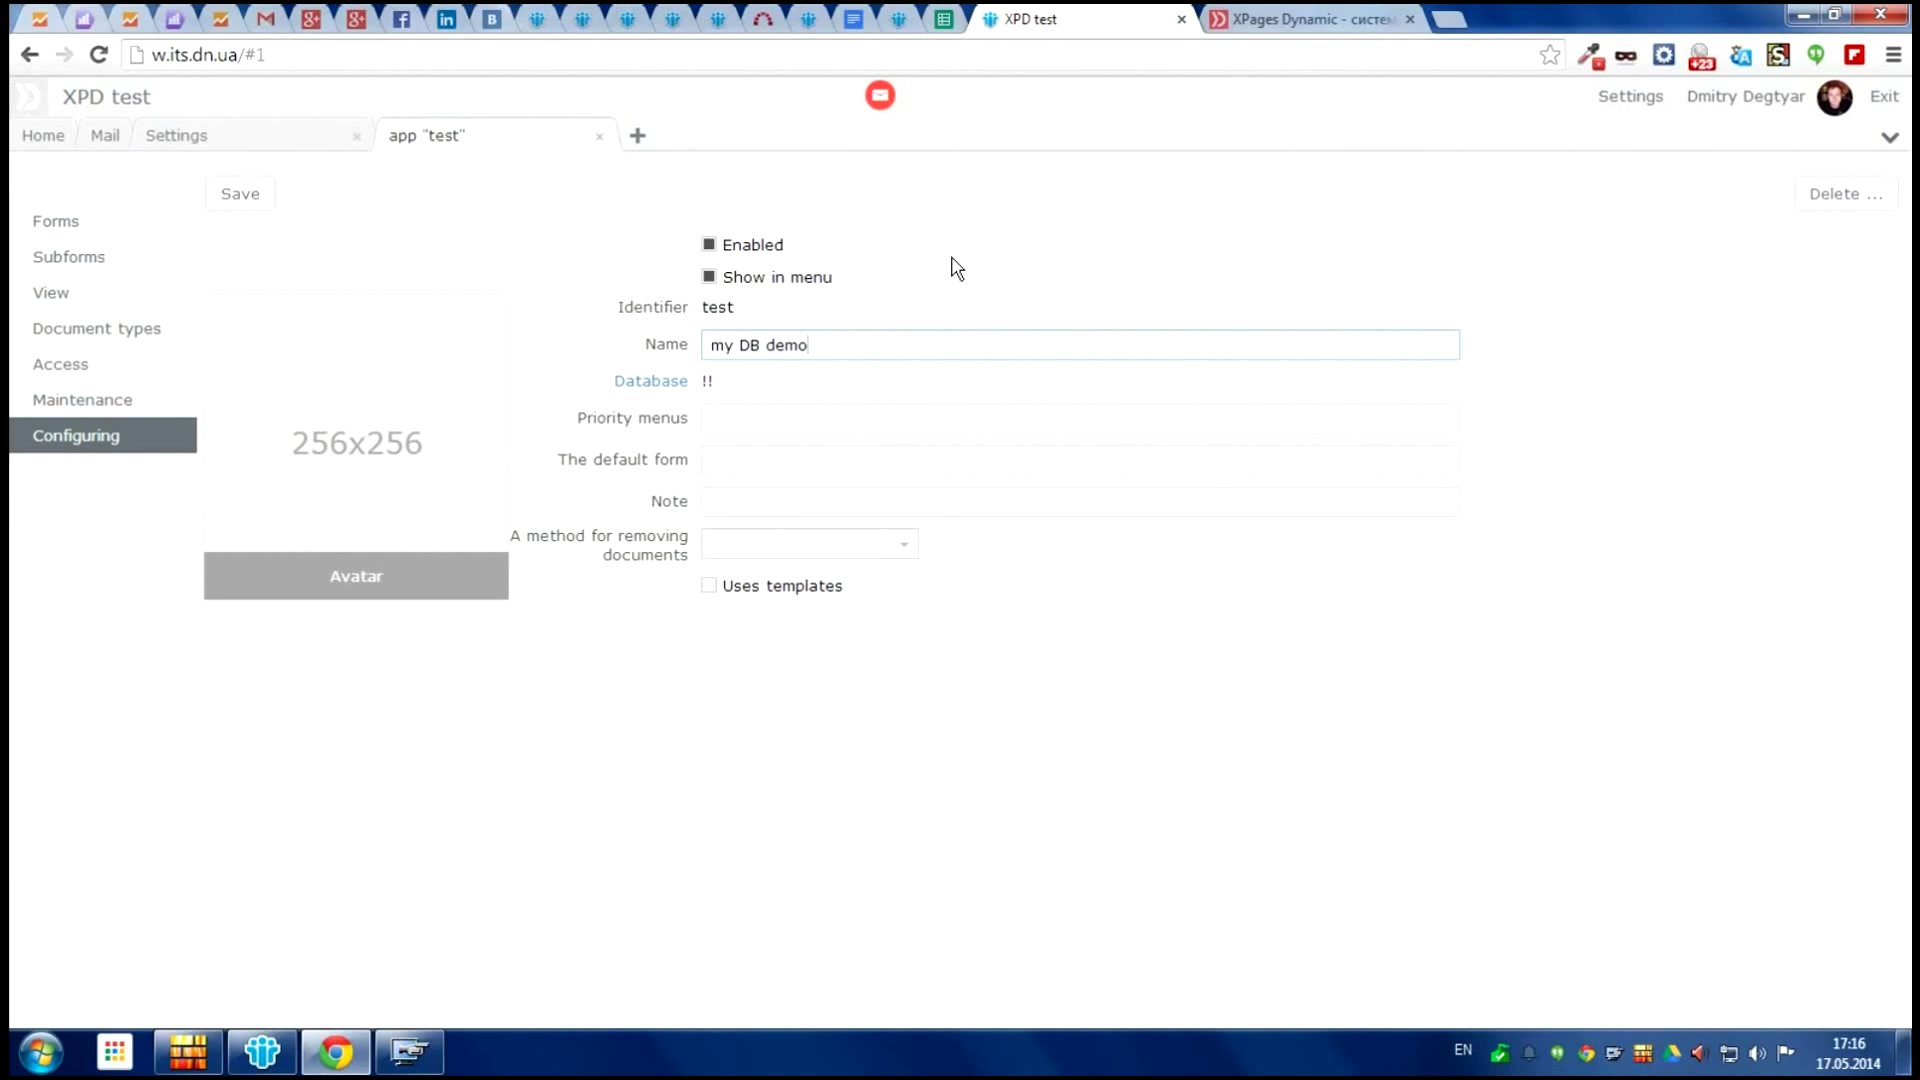 XPD test
XPages Dynamic - систем
w.its.dn.ua/#1
+23
XPD test
Settings
Dmitry Degtyar
Exit
Home
Mail
Settings
app "test"
Save
Delete ...
Forms
Subforms
View
Document types
Access
Maintenance
Configuring
256x256
Avatar
Enabled
Show in menu
Identifier test
Name my DB demo
Database !!
Priority menus
The default form
Note
A method for removing
documents
Uses templates
EN
17:16
17.05.2014